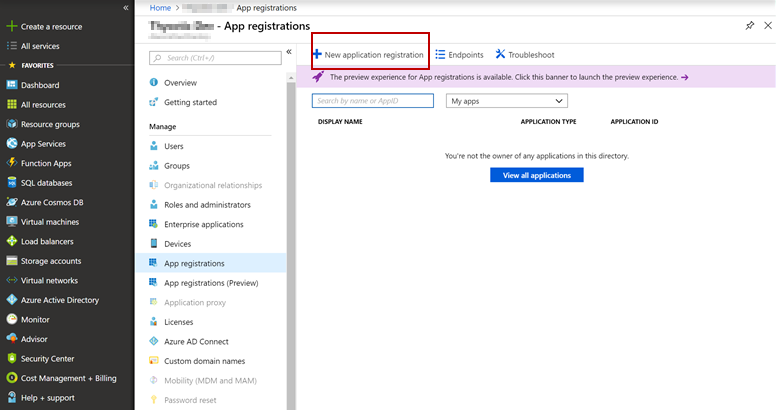 «
Create a resource
All services
FAVORITES
Dashboard
All resources
Resource groups
App Services
Function Apps
SQL databases
Azure Cosmos DB
Virtual machines
Load balancers
Storage accounts
Virtual networks
Azure Active Directory
Monitor
Advisor
Security Center
Cost Management + Billing
Help + support
Home > App registrations
- App registrations
Search (Ctrl+/)
«
Overview
Getting started
Manage
Users
Groups
Organizational relationships
Roles and administrators
Enterprise applications
Devices
App registrations
App registrations (Preview)
Application proxy
Licenses
Azure AD Connect
Custom domain names
Mobility (MDM and MAM)
Password reset
New application registration Endpoints Troubleshoot
The preview experience for App registrations is available. Click this banner to launch the preview experience. →
Search by name or AppID My apps
DISPLAY NAME APPLICATION TYPE APPLICATION ID
You're not the owner of any applications in this directory.
View all applications